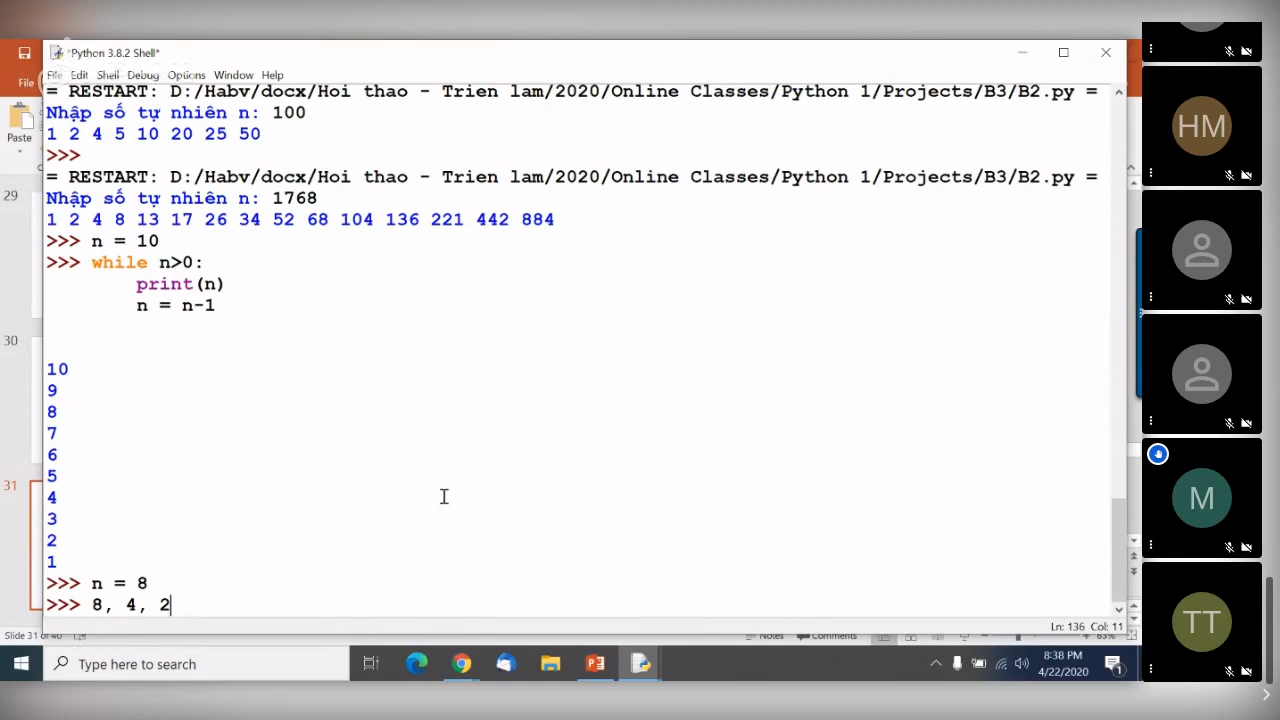 *Python 3.8.2 Shell*
File Edit Shell Debug Options Window Help
= RESTART: D:/Habv/docx/Hoi thao - Trien lam/2020/Online Classes/Python 1/Projects/B3/B2.py =
Nhập số tự nhiên n: 100
1 2 4 5 10 20 25 50
>>>
= RESTART: D:/Habv/docx/Hoi thao - Trien lam/2020/Online Classes/Python 1/Projects/B3/B2.py =
Nhập số tự nhiên n: 1768
1 2 4 8 13 17 26 34 52 68 104 136 221 442 884
>>> n = 10
>>> while n>0:
print(n)
n = n-1
10
9
8
7
6
5
4
3
2
1
>>> n = 8
>>> 8, 4, 2
Ln: 136 Col: 11
File
Paste
29
30
31
Slide 31 of 40
Notes
Comments
63%
Type here to search
8:38 PM
4/22/2020
1
HM
M
TT